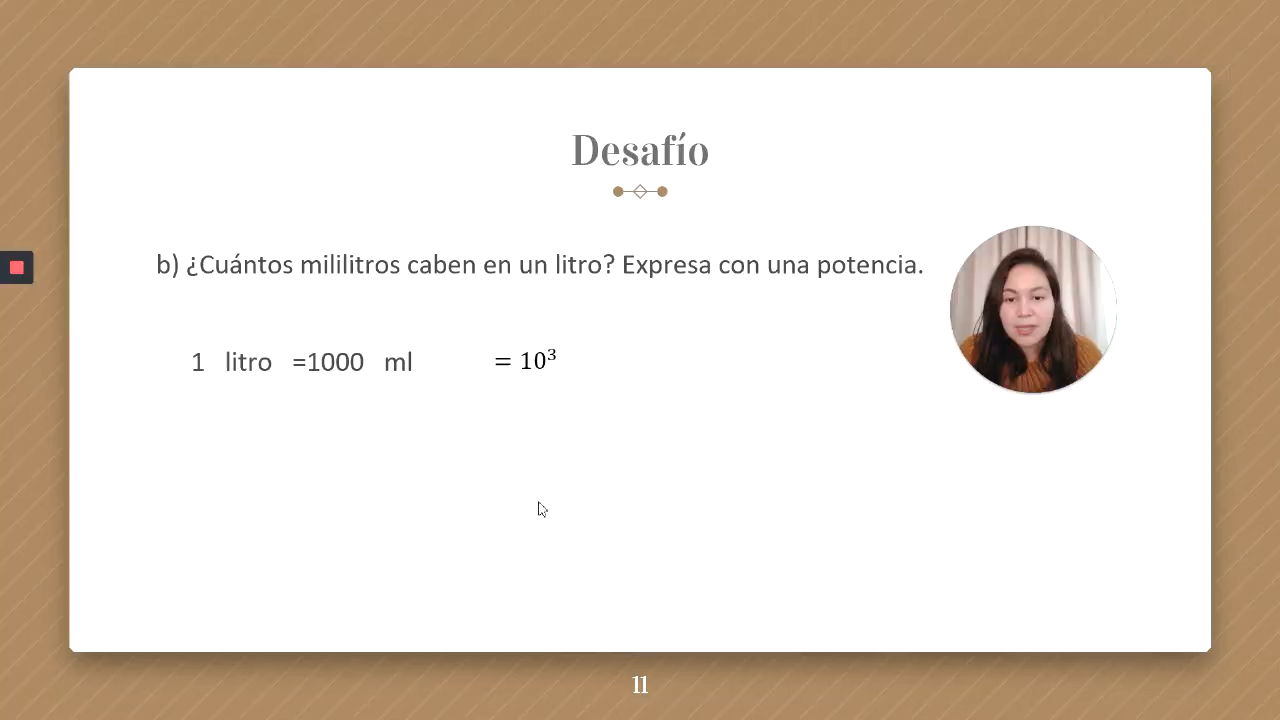 Desafío
b) ¿Cuántos mililitros caben en un litro? Expresa con una potencia.
1 litro =1000 ml = 10³
11